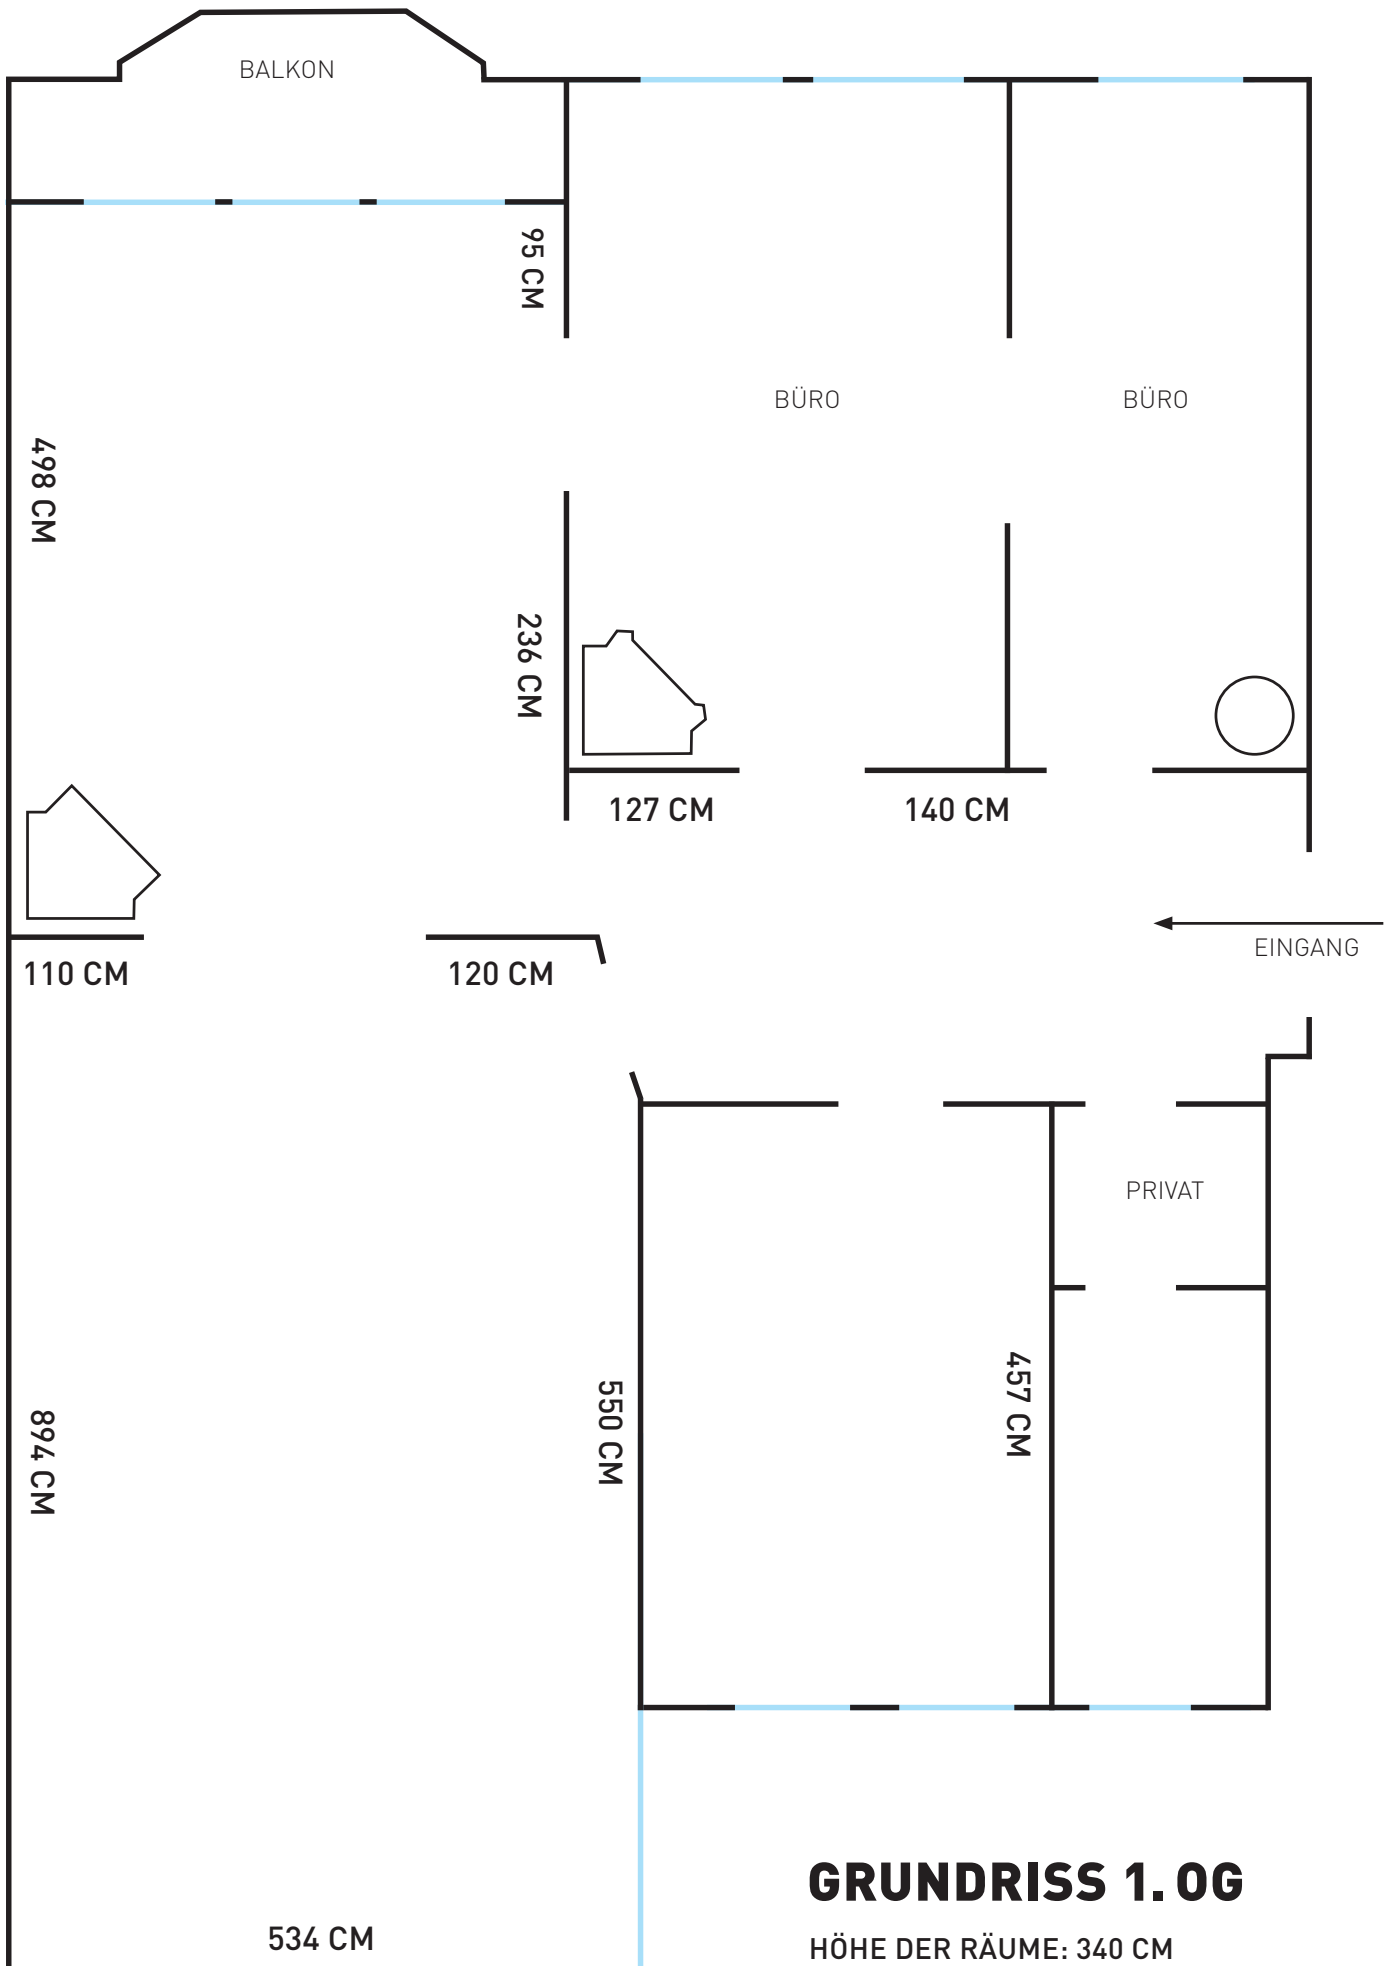 BALKON
95 CM
BÜRO
BÜRO
498 CM
236 CM
127 CM
140 CM
EINGANG
110 CM
120 CM
PRIVAT
457 CM
550 CM
894 CM
GRUNDRISS 1. OG
534 CM
HÖHE DER RÄUME: 340 CM